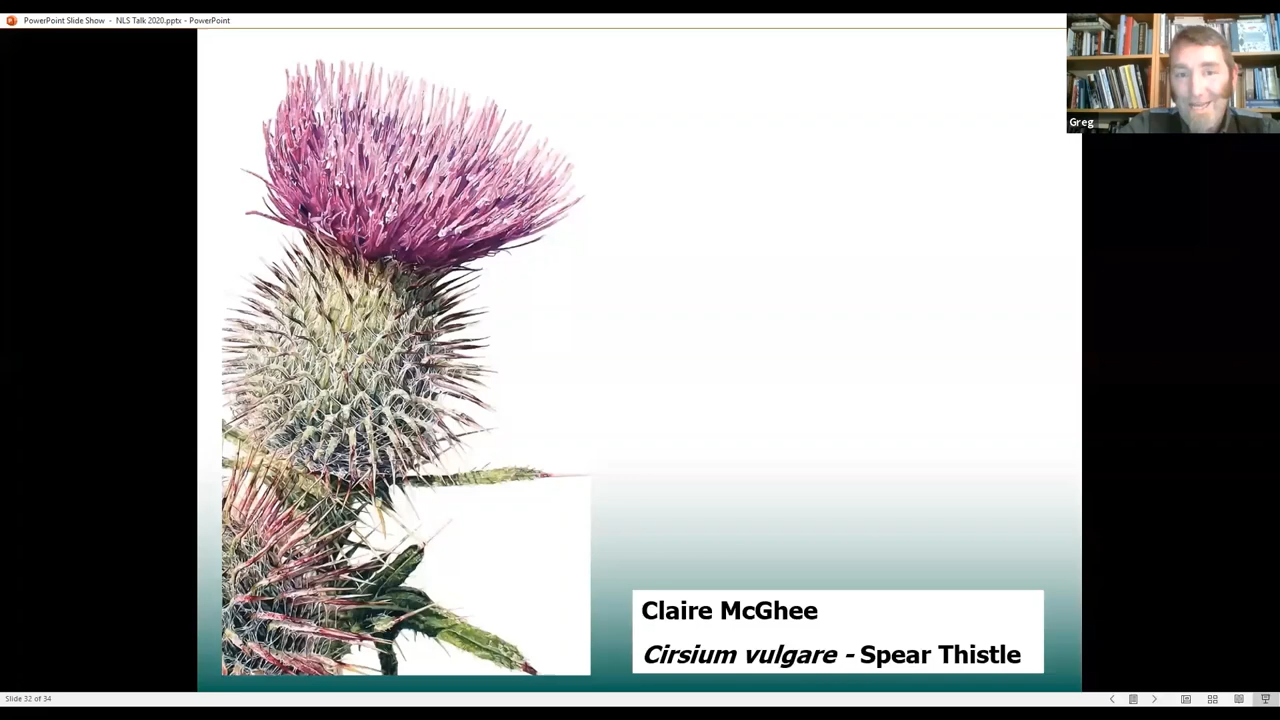 PowerPoint Slide Show - NLS Talk 2020.pptx - PowerPoint
Greg
Claire McGhee
Cirsium vulgare - Spear Thistle
Slide 32 of 34